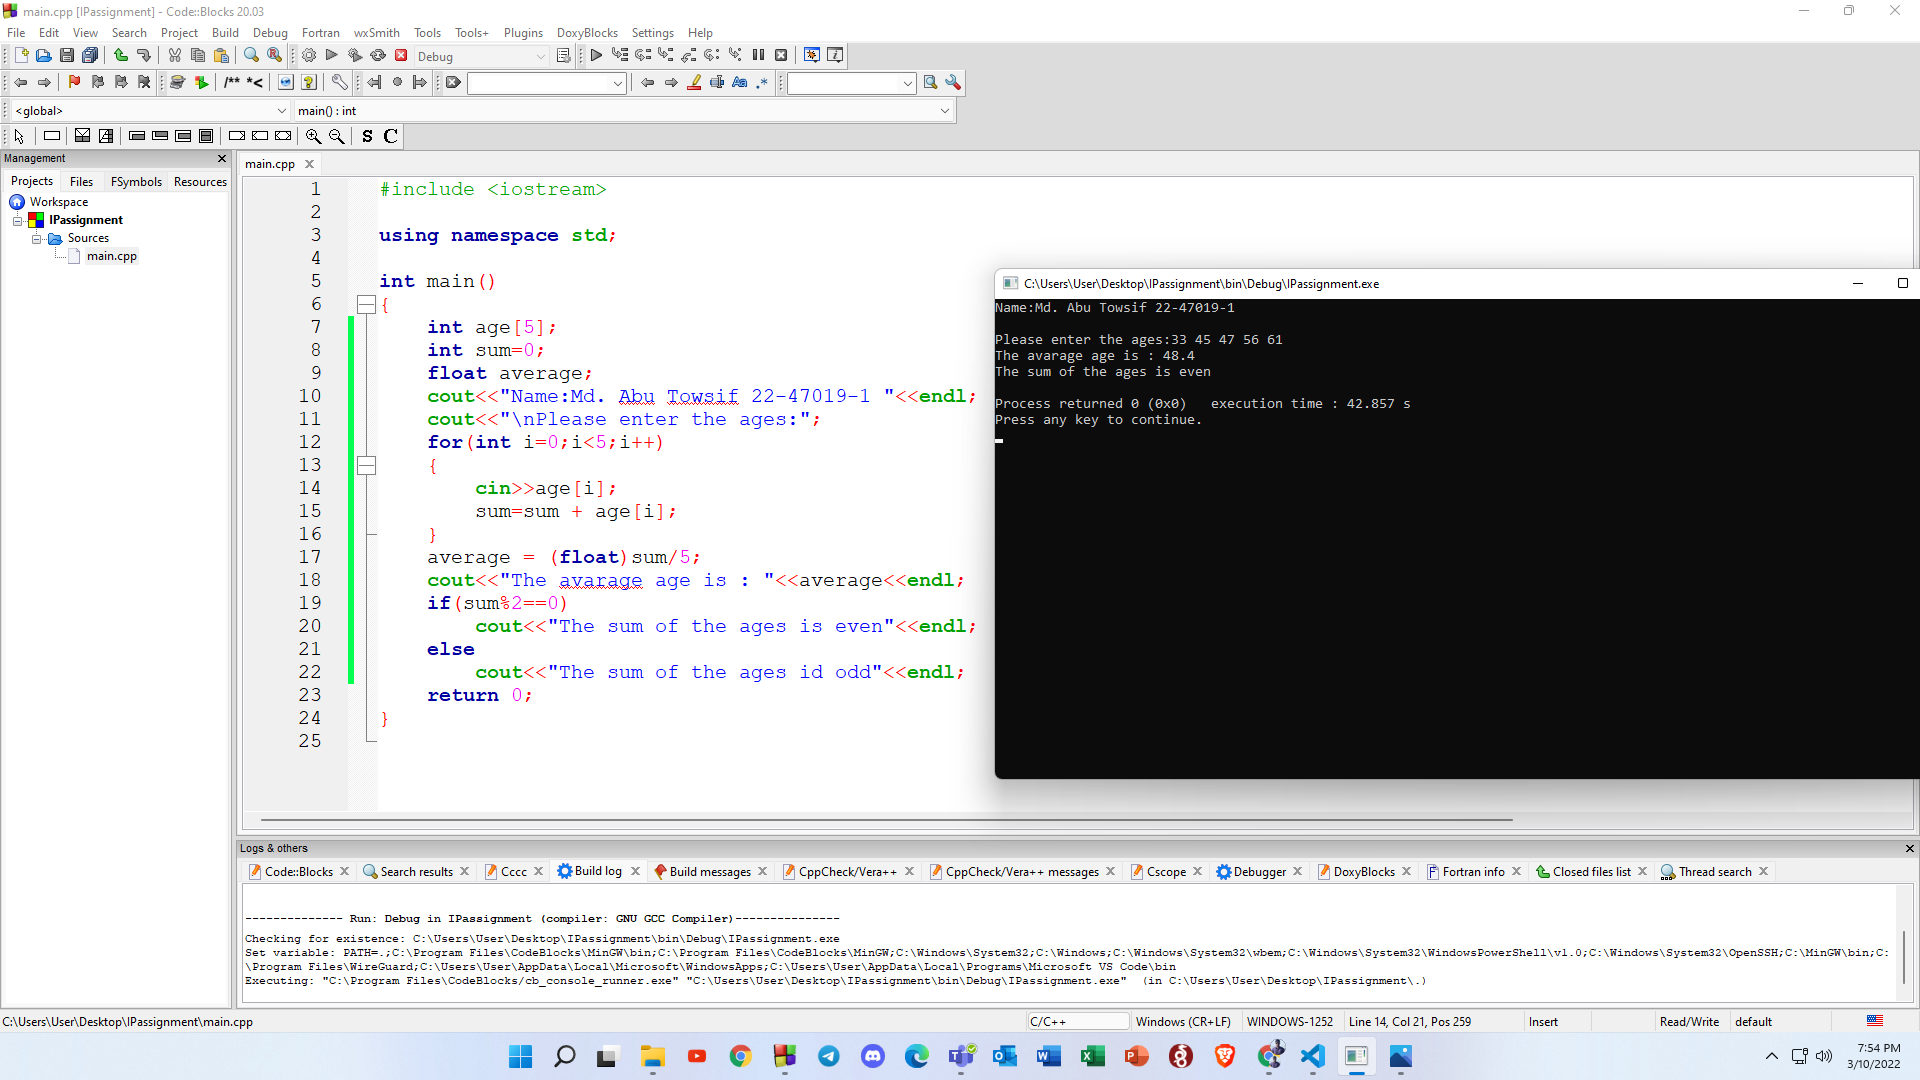 main.cpp [IPassignment] - Code::Blocks 20.03
File Edit View Search Project Build Debug Fortran wxSmith Tools Tools+ Plugins DoxyBlocks Settings Help
Debug
/** *<
<global> main() : int
S C
Management
Projects Files FSymbols Resources
Workspace
IPassignment
Sources
main.cpp
main.cpp
1 #include <iostream>
2
3 using namespace std;
4
5 int main()
6 {
7 int age[5];
8 int sum=0;
9 float average;
10 cout<<"Name:Md. Abu Towsif 22-47019-1 "<<endl;
11 cout<<"\nPlease enter the ages:";
12 for(int i=0;i<5;i++)
13 {
14 cin>>age[i];
15 sum=sum + age[i];
16 }
17 average = (float)sum/5;
18 cout<<"The avarage age is : "<<average<<endl;
19 if(sum%2==0)
20 cout<<"The sum of the ages is even"<<endl;
21 else
22 cout<<"The sum of the ages id odd"<<endl;
23 return 0;
24 }
25
C:\Users\User\Desktop\IPassignment\bin\Debug\IPassignment.exe
Name:Md. Abu Towsif 22-47019-1
Please enter the ages:33 45 47 56 61
The avarage age is : 48.4
The sum of the ages is even
Process returned 0 (0x0)   execution time : 42.857 s
Press any key to continue.
Logs & others
Code::Blocks Search results Cccc Build log Build messages CppCheck/Vera++ CppCheck/Vera++ messages Cscope Debugger DoxyBlocks Fortran info Closed files list Thread search
-------------- Run: Debug in IPassignment (compiler: GNU GCC Compiler)---------------
Checking for existence: C:\Users\User\Desktop\IPassignment\bin\Debug\IPassignment.exe
Set variable: PATH=.;C:\Program Files\CodeBlocks\MinGW\bin;C:\Program Files\CodeBlocks\MinGW;C:\Windows\System32;C:\Windows;C:\Windows\System32\wbem;C:\Windows\System32\WindowsPowerShell\v1.0;C:\Windows\System32\OpenSSH;C:\MinGW\bin;C:
\Program Files\WireGuard;C:\Users\User\AppData\Local\Microsoft\WindowsApps;C:\Users\User\AppData\Local\Programs\Microsoft VS Code\bin
Executing: "C:\Program Files\CodeBlocks/cb_console_runner.exe" "C:\Users\User\Desktop\IPassignment\bin\Debug\IPassignment.exe"  (in C:\Users\User\Desktop\IPassignment\.)
C:\Users\User\Desktop\IPassignment\main.cpp C/C++ Windows (CR+LF) WINDOWS-1252 Line 14, Col 21, Pos 259 Insert Read/Write default
7:54 PM
3/10/2022